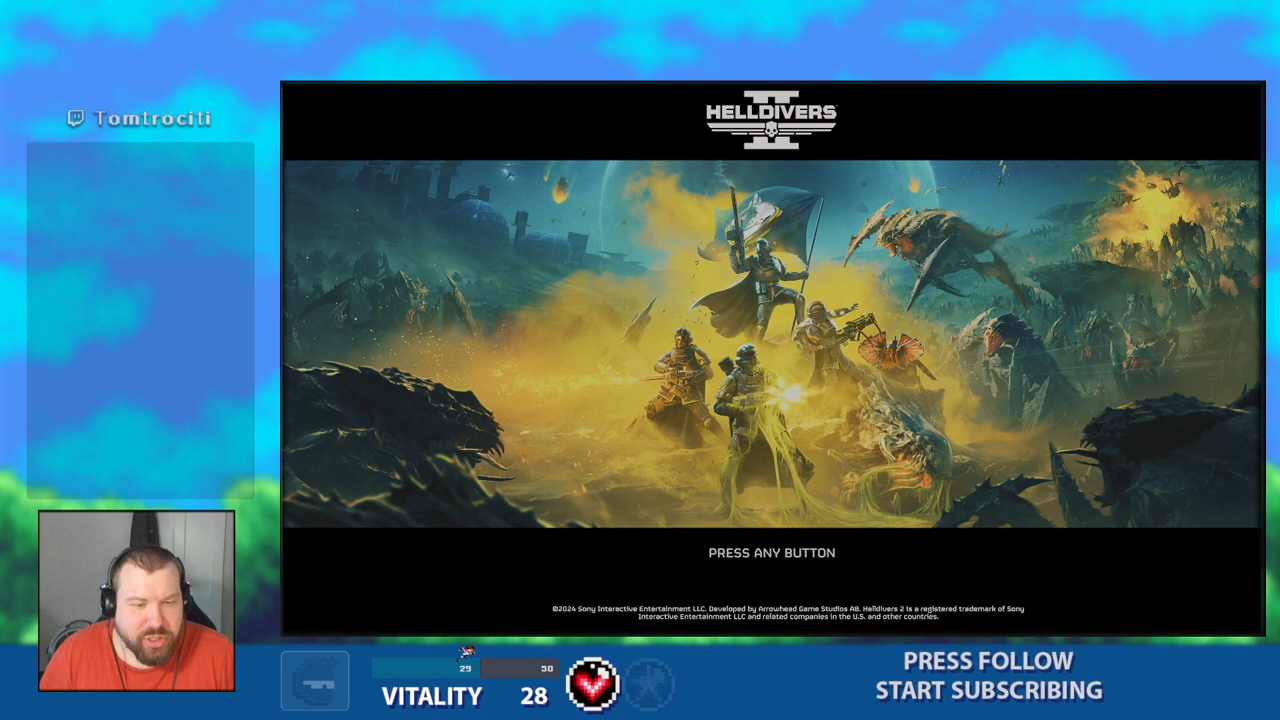 Tomtrociti
HELLDIVERS
II
PRESS ANY BUTTON
©2024 Sony Interactive Entertainment LLC. Developed by Arrowhead Game Studios AB. Helldivers 2 is a registered trademark of Sony
Interactive Entertainment LLC and related companies in the U.S. and other countries.
29
50
VITALITY 28
PRESS FOLLOW
START SUBSCRIBING